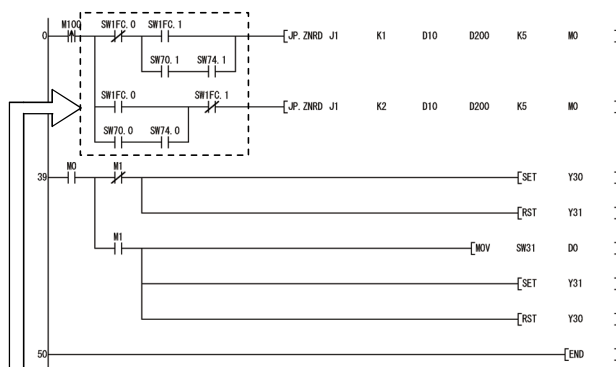 M100 SW1FC. 0 SW1FC. 1
0 JP. ZNRD J1 K1 D10 D200 K5 M0
SW70. 1 SW74. 1
SW1FC. 0 SW1FC. 1
JP. ZNRD J1 K2 D10 D200 K5 M0
SW70. 0 SW74. 0
M0 M1
39 SET Y30
RST Y31
M1
MOV SW31 D0
SET Y31
RST Y30
50 END